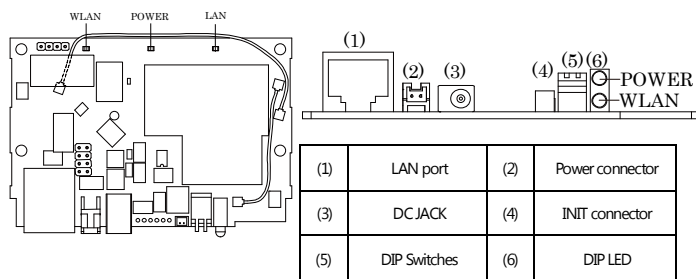 WLAN POWER LAN
(1)
(2)
(3)
(4)
(5)
(6)
POWER
WLAN
(1) LAN port (2) Power connector
(3) DC JACK (4) INIT connector
(5) DIP Switches (6) DIP LED